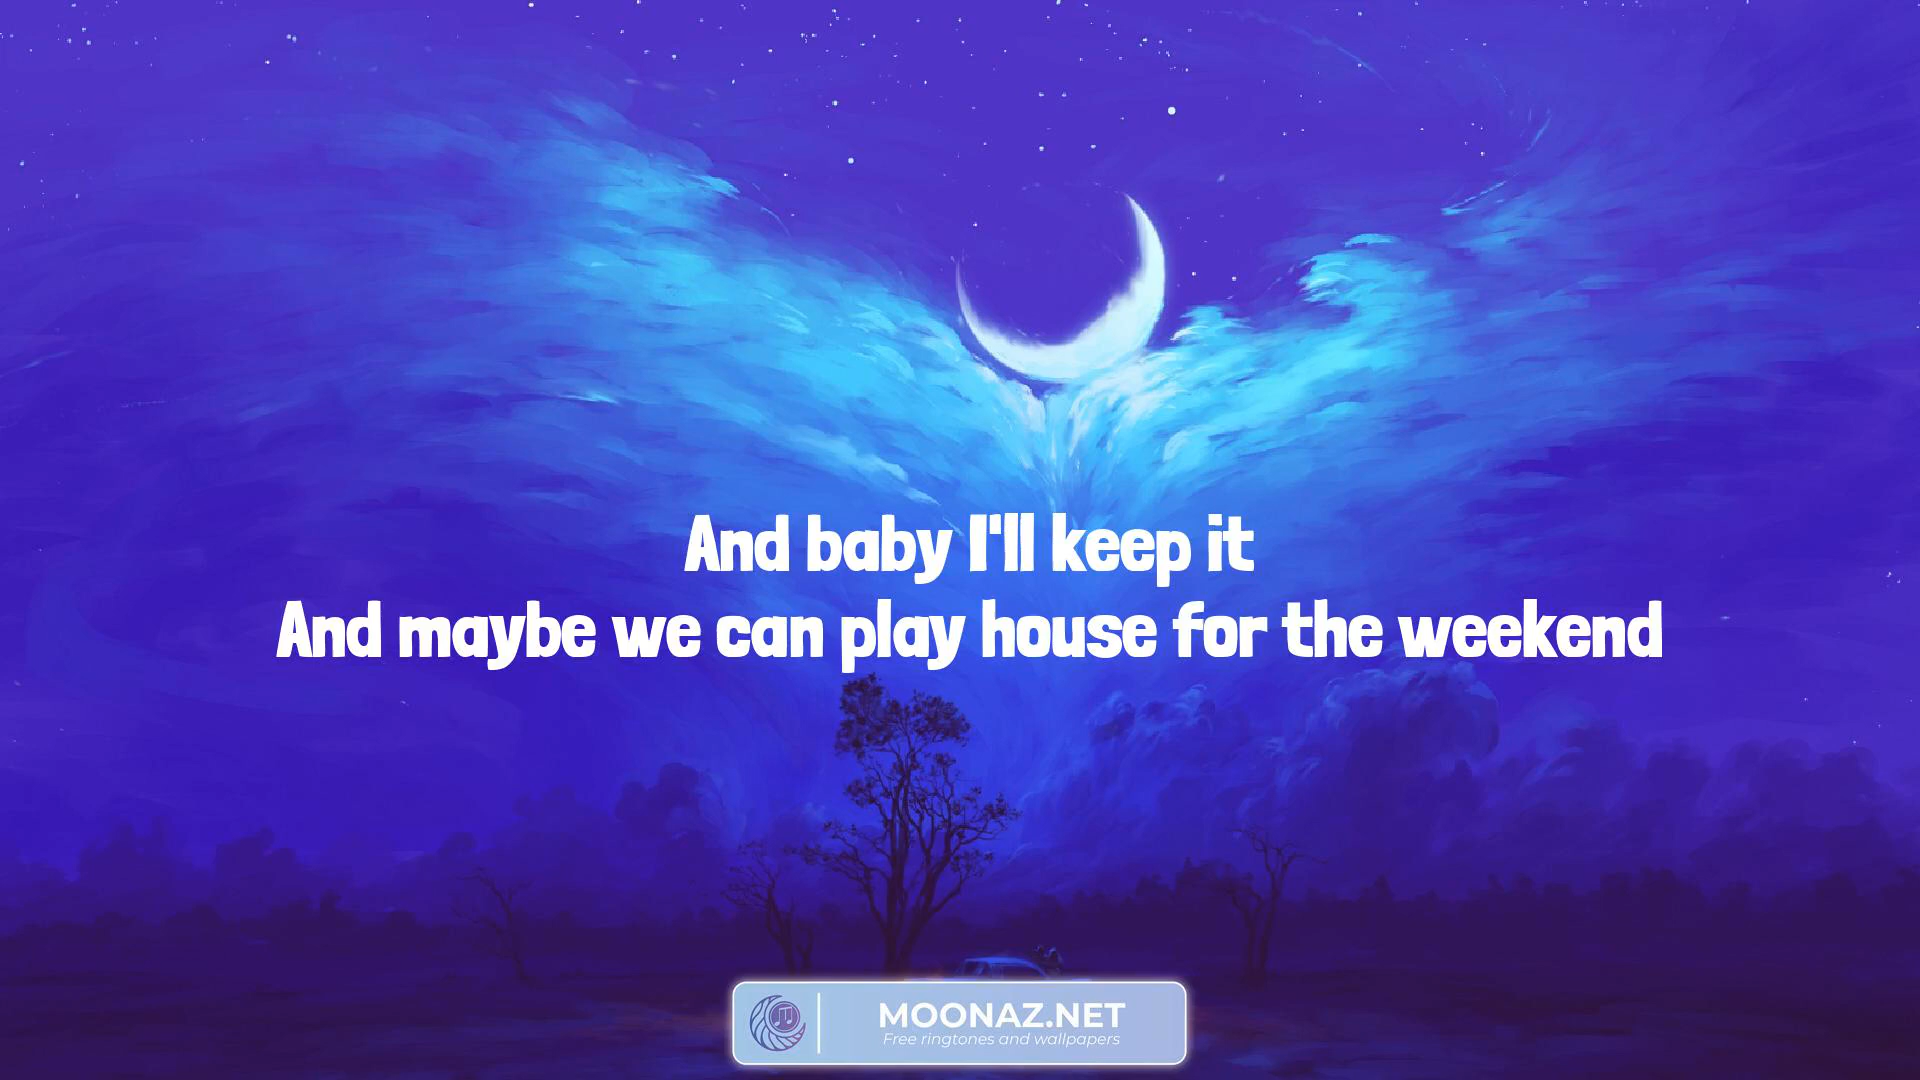 And baby I'll keep it
And maybe we can play house for the weekend
MOONAZ.NET
Free ringtones and wallpapers